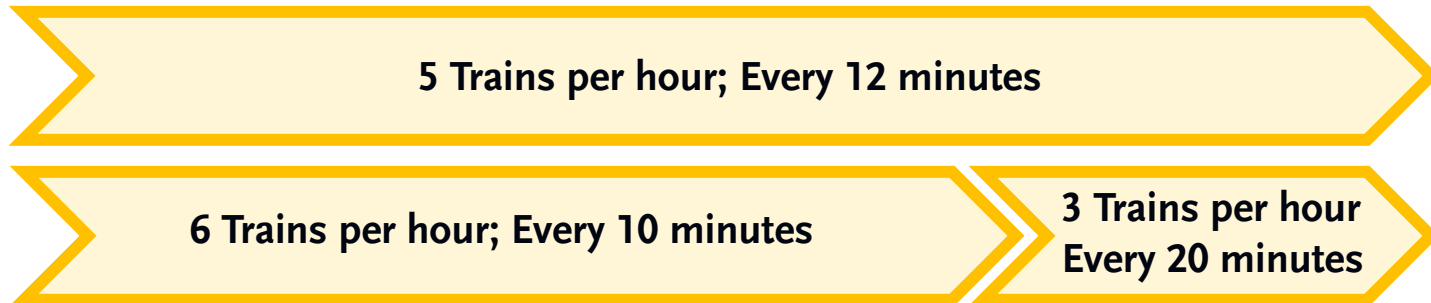 5 Trains per hour; Every 12 minutes
6 Trains per hour; Every 10 minutes
3 Trains per hour
Every 20 minutes